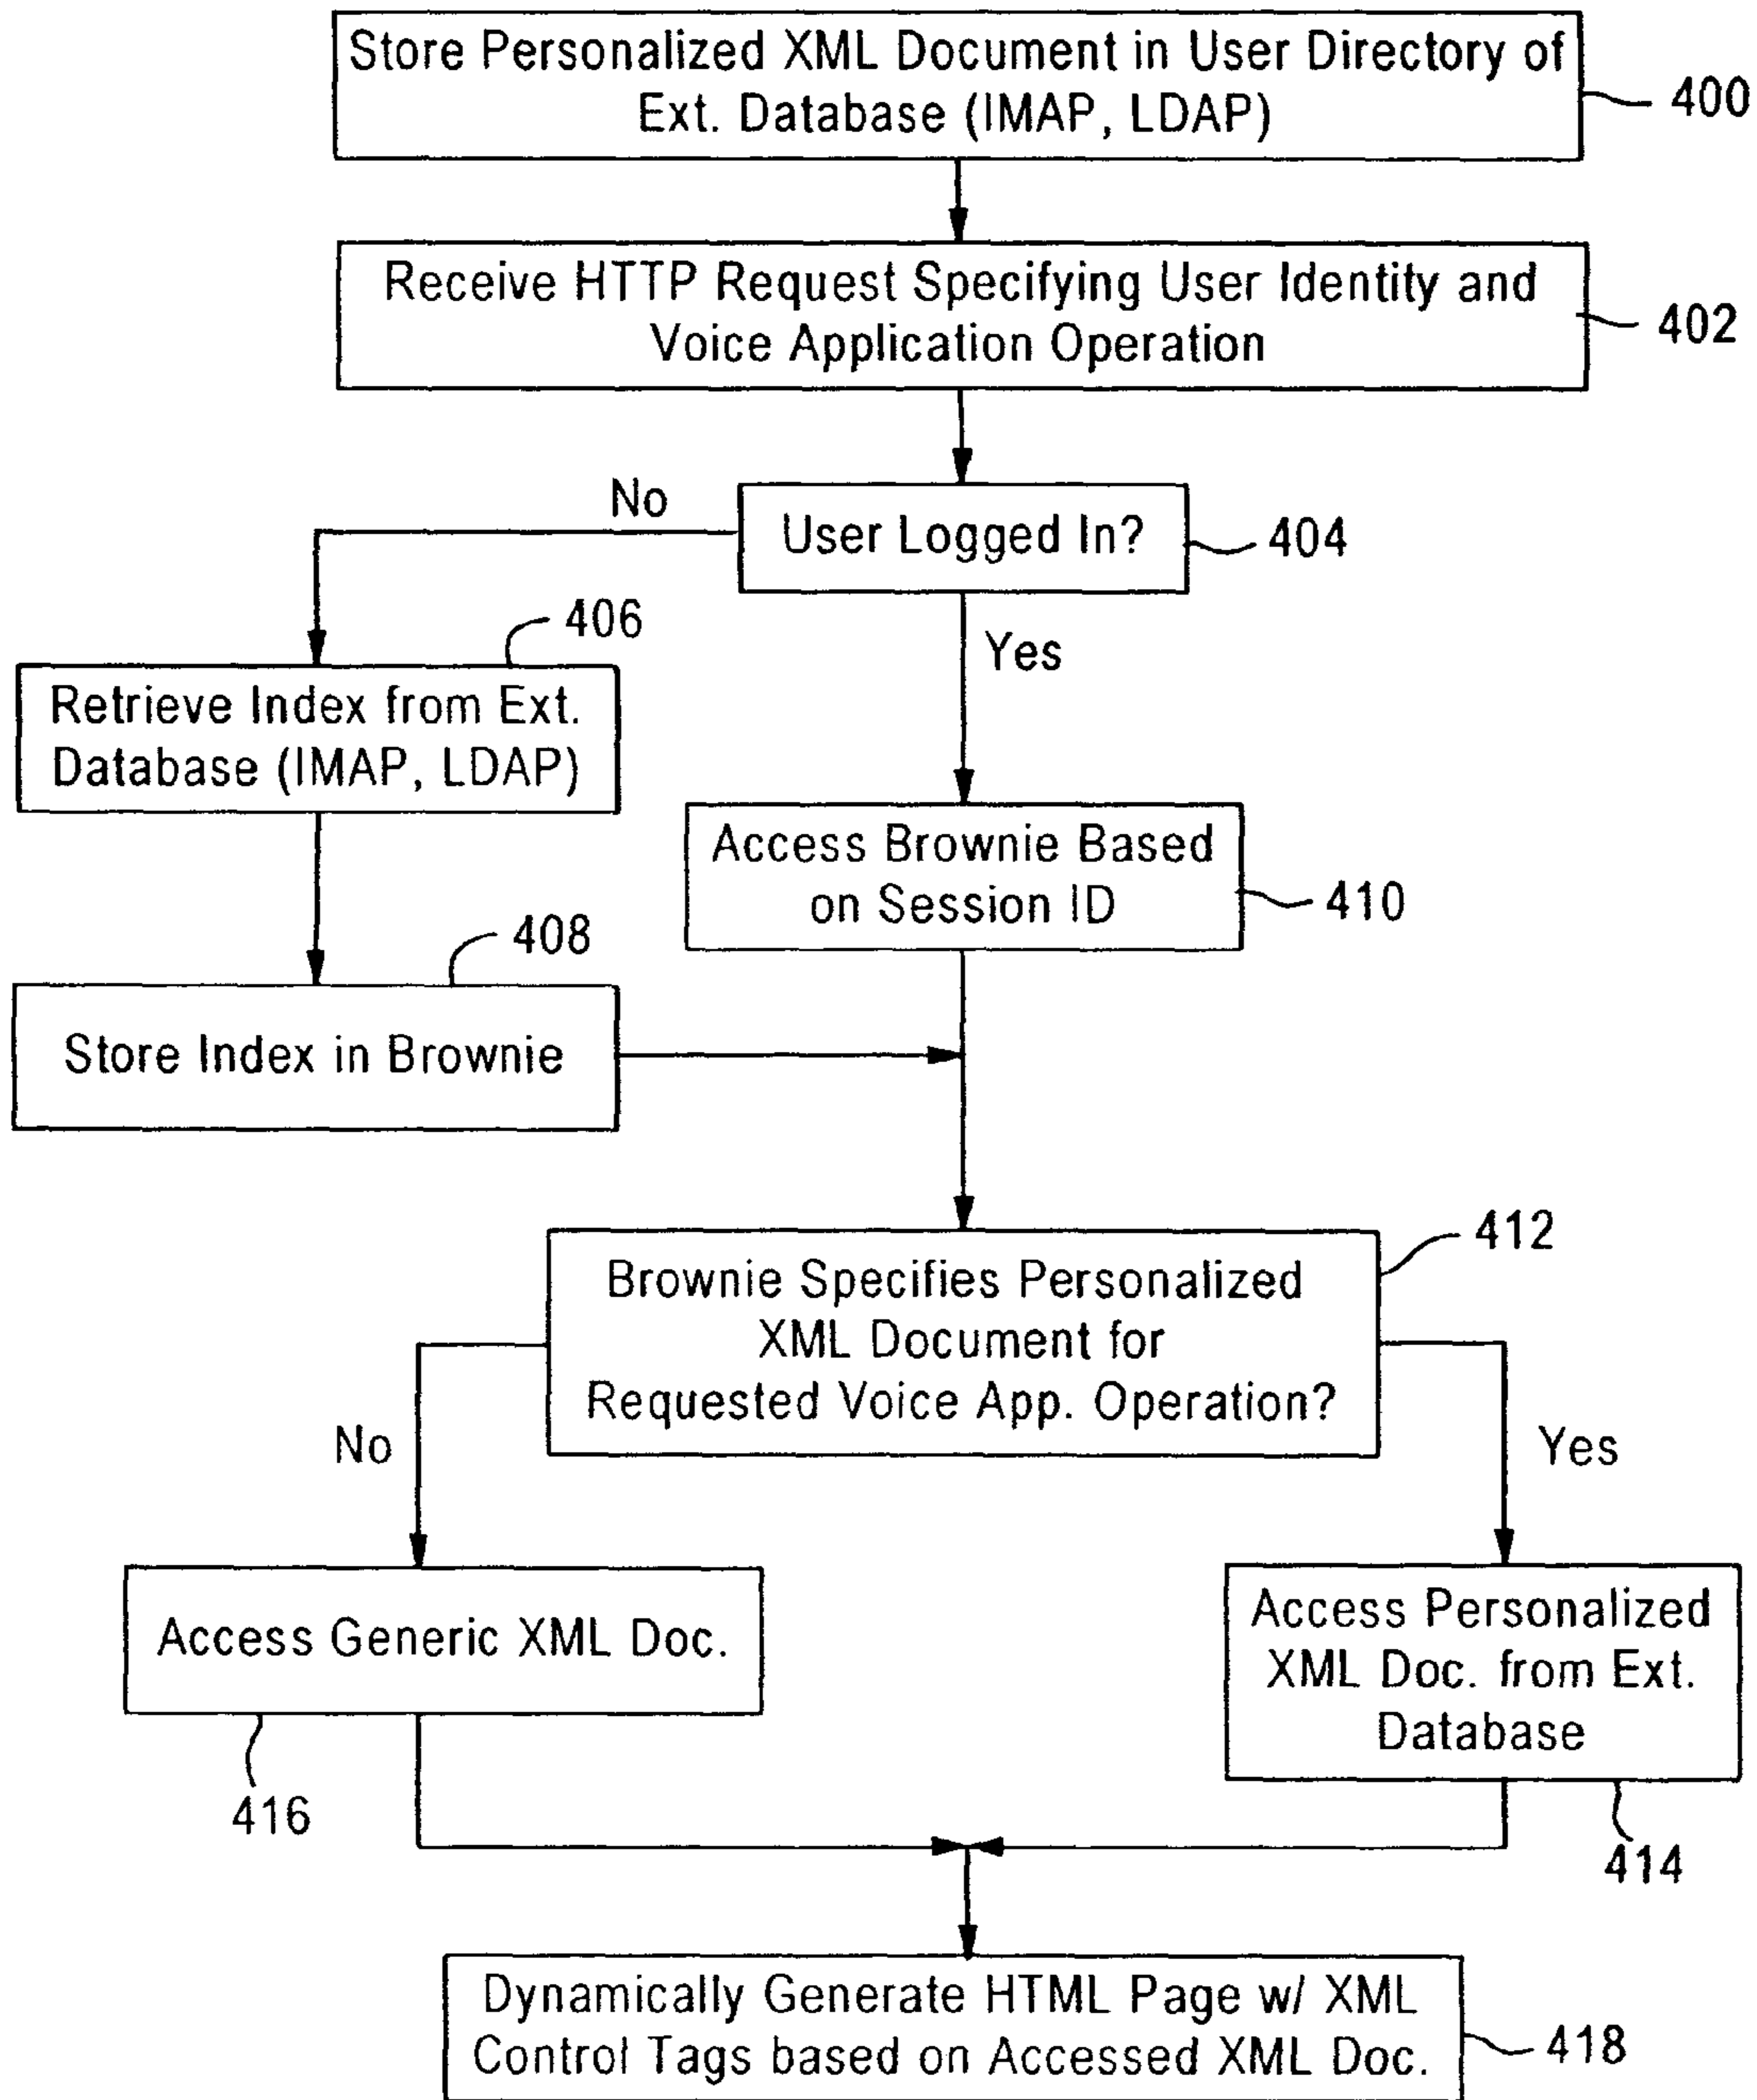 Store Personalized XML Document in User Directory of
Ext. Database (IMAP, LDAP)
400
Receive HTTP Request Specifying User Identity and
Voice Application Operation
402
No
User Logged In?
404
406
Yes
Retrieve Index from Ext.
Database (IMAP, LDAP)
Access Brownie Based
on Session ID
410
408
Store Index in Brownie
412
Brownie Specifies Personalized
XML Document for
Requested Voice App. Operation?
No
Yes
Access Generic XML Doc.
416
Access Personalized
XML Doc. from Ext.
Database
414
Dynamically Generate HTML Page w/ XML
Control Tags based on Accessed XML Doc.
418